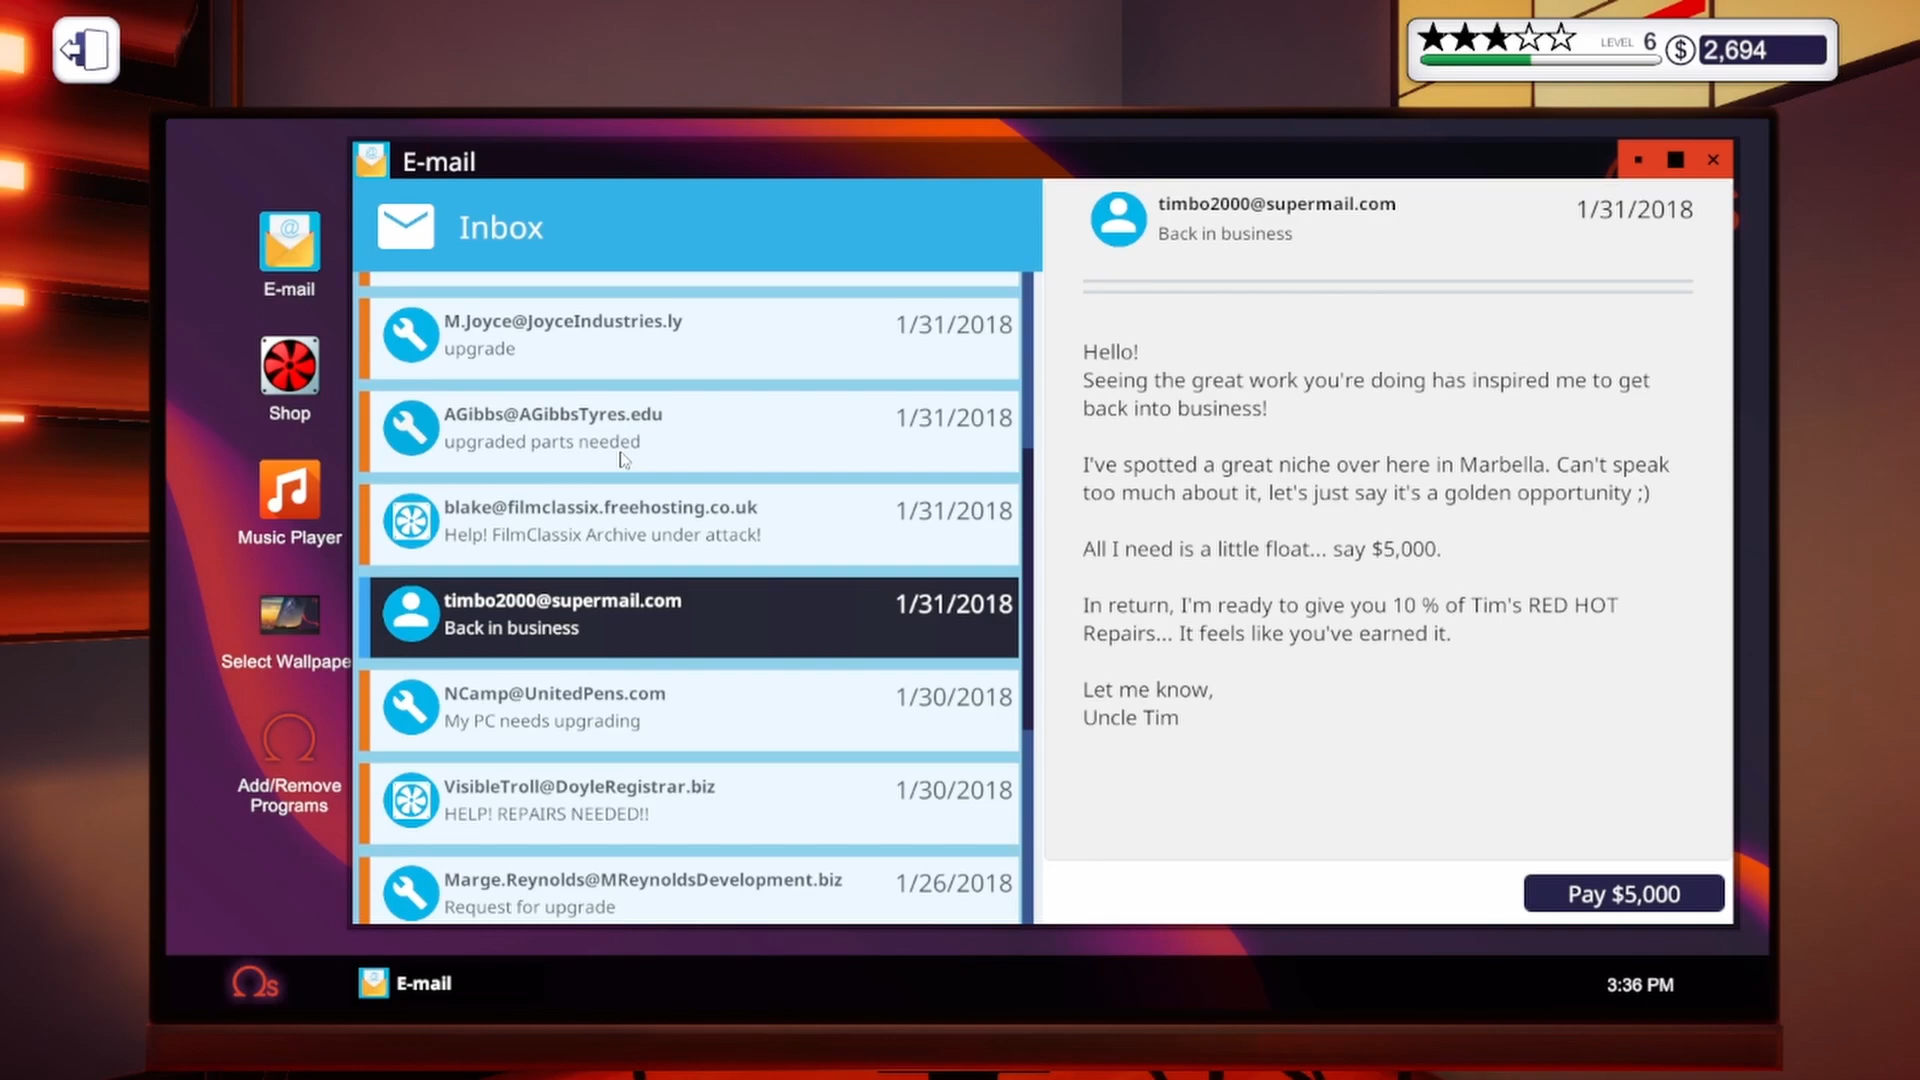 LEVEL 6
$ 2,694
E-mail
Inbox
M.Joyce@JoyceIndustries.ly
1/31/2018
upgrade
AGibbs@AGibbsTyres.edu
1/31/2018
upgraded parts needed
blake@filmclassix.freehosting.co.uk
1/31/2018
Help! FilmClassix Archive under attack!
timbo2000@supermail.com
1/31/2018
Back in business
NCamp@UnitedPens.com
1/30/2018
My PC needs upgrading
VisibleTroll@DoyleRegistrar.biz
1/30/2018
HELP! REPAIRS NEEDED!!
Marge.Reynolds@MReynoldsDevelopment.biz
1/26/2018
Request for upgrade
timbo2000@supermail.com
1/31/2018
Back in business
Hello!
Seeing the great work you're doing has inspired me to get
back into business!
I've spotted a great niche over here in Marbella. Can't speak
too much about it, let's just say it's a golden opportunity ;)
All I need is a little float... say $5,000.
In return, I'm ready to give you 10 % of Tim's RED HOT
Repairs... It feels like you've earned it.
Let me know,
Uncle Tim
Pay $5,000
E-mail
Shop
Music Player
Select Wallpape
Add/Remove
Programs
Ωs
E-mail
3:36 PM